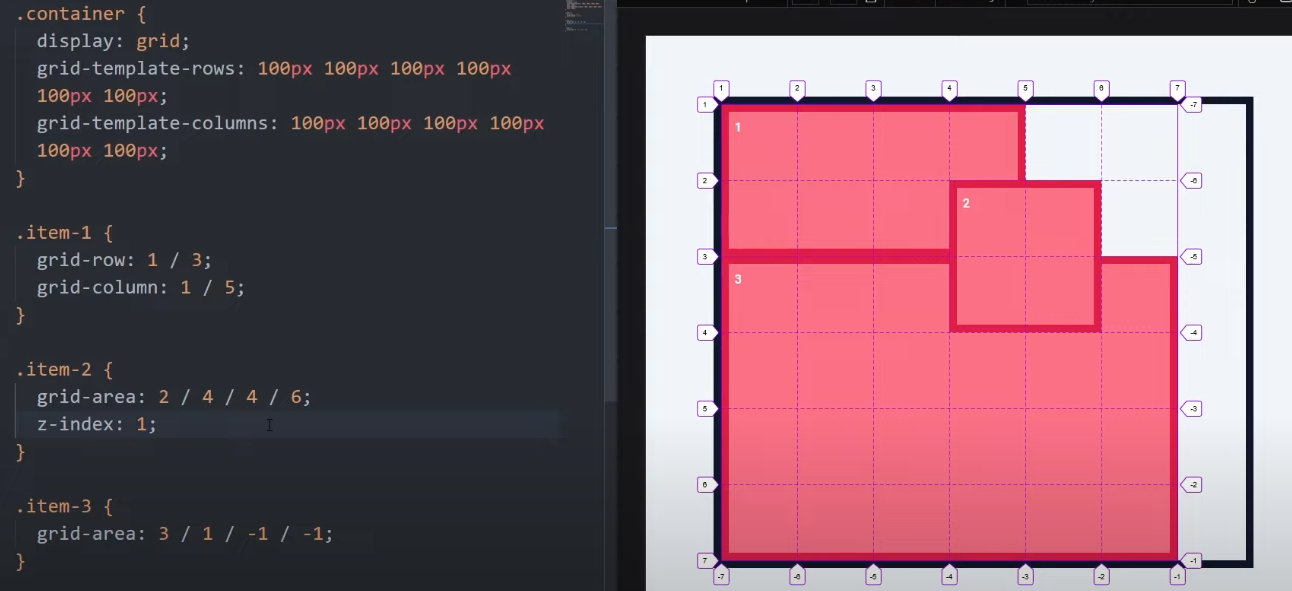 .container {
display: grid;
grid-template-rows: 100px 100px 100px 100px
100px 100px;
grid-template-columns: 100px 100px 100px 100px
100px 100px;
}
.item-1 {
grid-row: 1 / 3;
grid-column: 1 / 5;
}
.item-2 {
grid-area: 2 / 4 / 4 / 6;
z-index: 1;
}
.item-3 {
grid-area: 3 / 1 / -1 / -1;
}
1 2 3 4 5 6 7
1 -7
1
2 -6
2
3 -5
3
4 -4
5 -3
6 -2
7 -1
-7 -6 -5 -4 -3 -2 -1